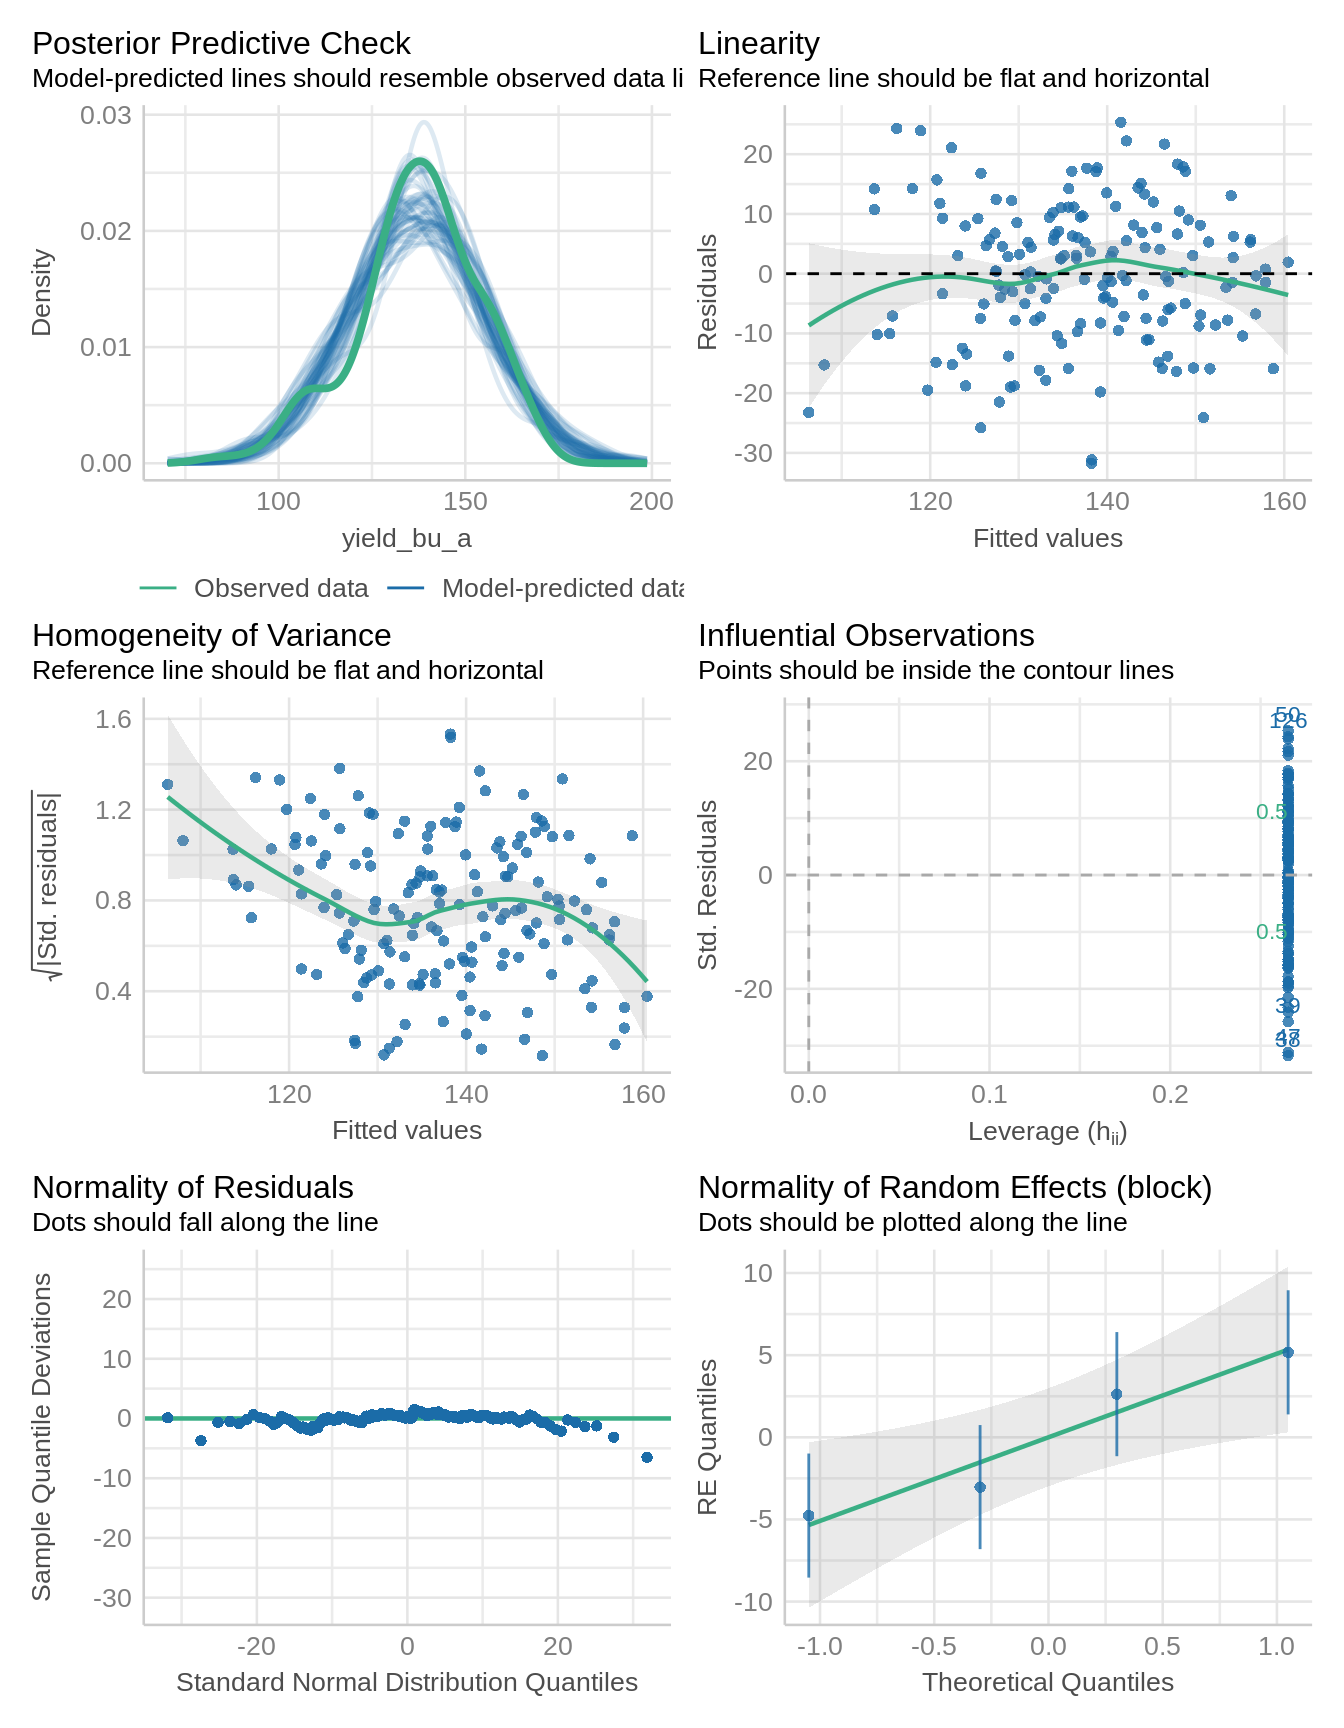 Posterior Predictive Check
Model-predicted lines should resemble observed data li
0.03
0.02
0.01
0.00
Density
100 150 200
yield_bu_a
Observed data Model-predicted data
Linearity
Reference line should be flat and horizontal
20
10
0
-10
-20
-30
Residuals
120 140 160
Fitted values
Homogeneity of Variance
Reference line should be flat and horizontal
1.6
1.2
0.8
0.4
√|Std. residuals|
120 140 160
Fitted values
Influential Observations
Points should be inside the contour lines
50
126
20
0.5
0
0.5
-20
39
47
38
Std. Residuals
0.0 0.1 0.2
Leverage (hii)
Normality of Residuals
Dots should fall along the line
20
10
0
-10
-20
-30
Sample Quantile Deviations
-20 0 20
Standard Normal Distribution Quantiles
Normality of Random Effects (block)
Dots should be plotted along the line
10
5
0
-5
-10
RE Quantiles
-1.0 -0.5 0.0 0.5 1.0
Theoretical Quantiles